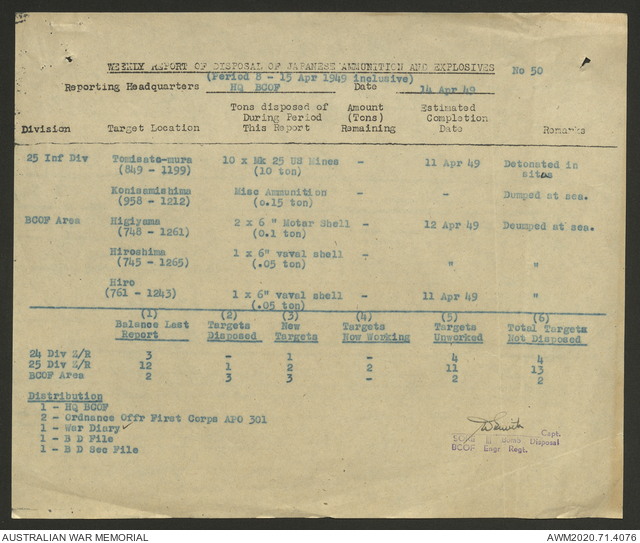 WEEKLY REPORT OF DISPOSAL OF JAPANESE AMMUNITION AND EXPLOSIVES No 50
(Period 8 - 15 Apr 1949 inclusive)
Reporting Headquarters HQ BCOF Date 14 Apr 49
Tons disposed of Amount Estimated
During Period (Tons) Completion
Division Target Location This Report Remaining Date Remarks
25 Inf Div Tomisato-mura 10 x Mk 25 US Mines - 11 Apr 49 Detonated in
(849 - 1199) (10 ton) sites
Konisamishima Misc Ammunition - - Dumped at sea.
(958 - 1212) (0.15 ton)
BCOF Area Higiyama 2 x 6 " Motar Shell - 12 Apr 49 Deumped at sea.
(748 - 1261) (0.1 ton)
Hiroshima 1 x 6" vaval shell -
(745 - 1265) (.05 ton) " "
Hiro
(761 - 1243) 1 x 6" vaval shell - 11 Apr 49 "
(.05 ton)
(1) (2) (3) (4) (5) (6)
Balance Last Targets New Targets Targets Total Targets
Report Disposed Targets Now Working Unworked Not Disposed
24 Div Z/R 3 - 1 4 4
25 Div Z/R 12 1 2 2 11 13
BCOF Area 2 3 3 - 2 2
Distribution
1 - HQ BCOF
2 - Ordnance Offr First Corps APO 301
1 - War Diary
1 - B D File
1 - B D Sec File
Capt.
Bomb Disposal
BCOF Engr Regt.
AUSTRALIAN WAR MEMORIAL
AWM2020.71.4076